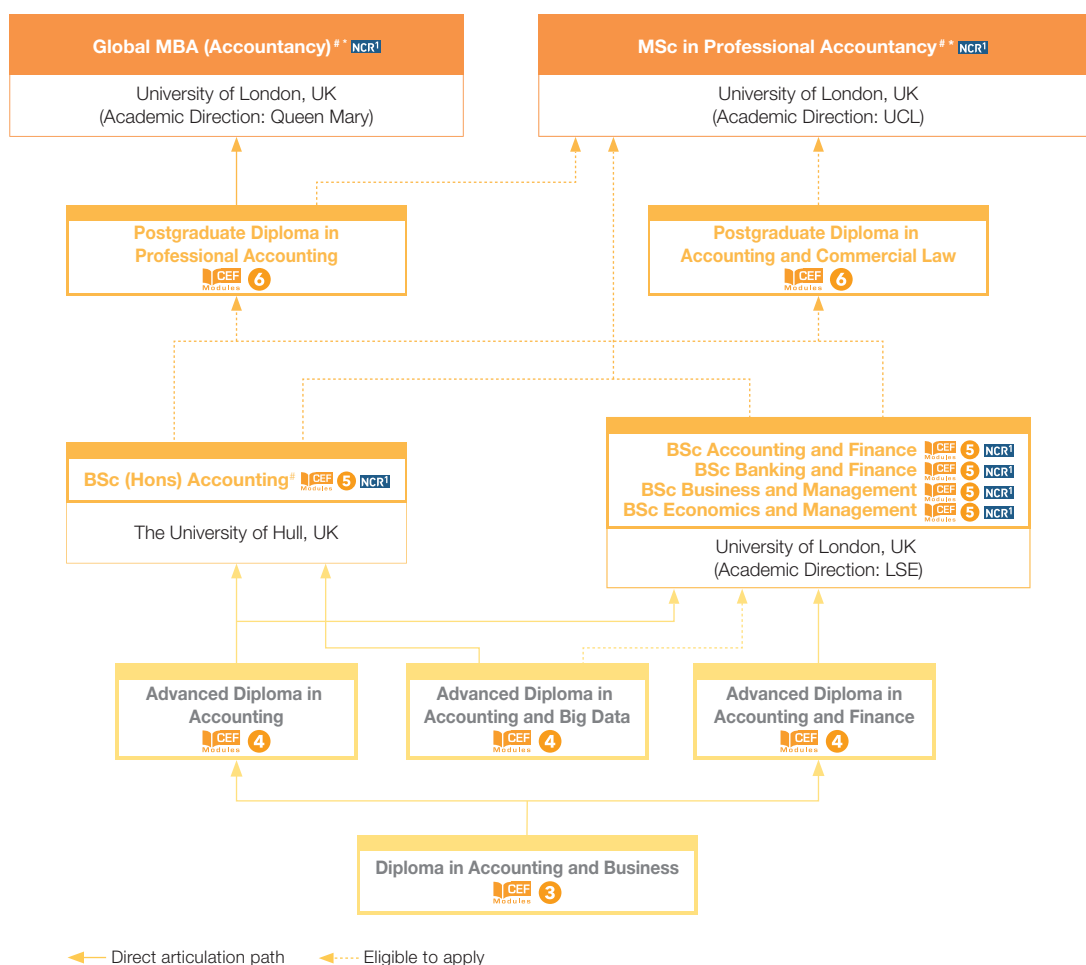 Global MBA (Accountancy)# * NCR1
MSc in Professional Accountancy# * NCR1
University of London, UK
(Academic Direction: Queen Mary)
University of London, UK
(Academic Direction: UCL)
Postgraduate Diploma in
Professional Accounting
CEF Modules 6
Postgraduate Diploma in
Accounting and Commercial Law
CEF Modules 6
BSc (Hons) Accounting# CEF Modules 5 NCR1
The University of Hull, UK
BSc Accounting and Finance CEF Modules 5 NCR1
BSc Banking and Finance CEF Modules 5 NCR1
BSc Business and Management CEF Modules 5 NCR1
BSc Economics and Management CEF Modules 5 NCR1
University of London, UK
(Academic Direction: LSE)
Advanced Diploma in
Accounting
CEF Modules 4
Advanced Diploma in
Accounting and Big Data
CEF Modules 4
Advanced Diploma in
Accounting and Finance
CEF Modules 4
Diploma in Accounting and Business
CEF Modules 3
Direct articulation path
Eligible to apply